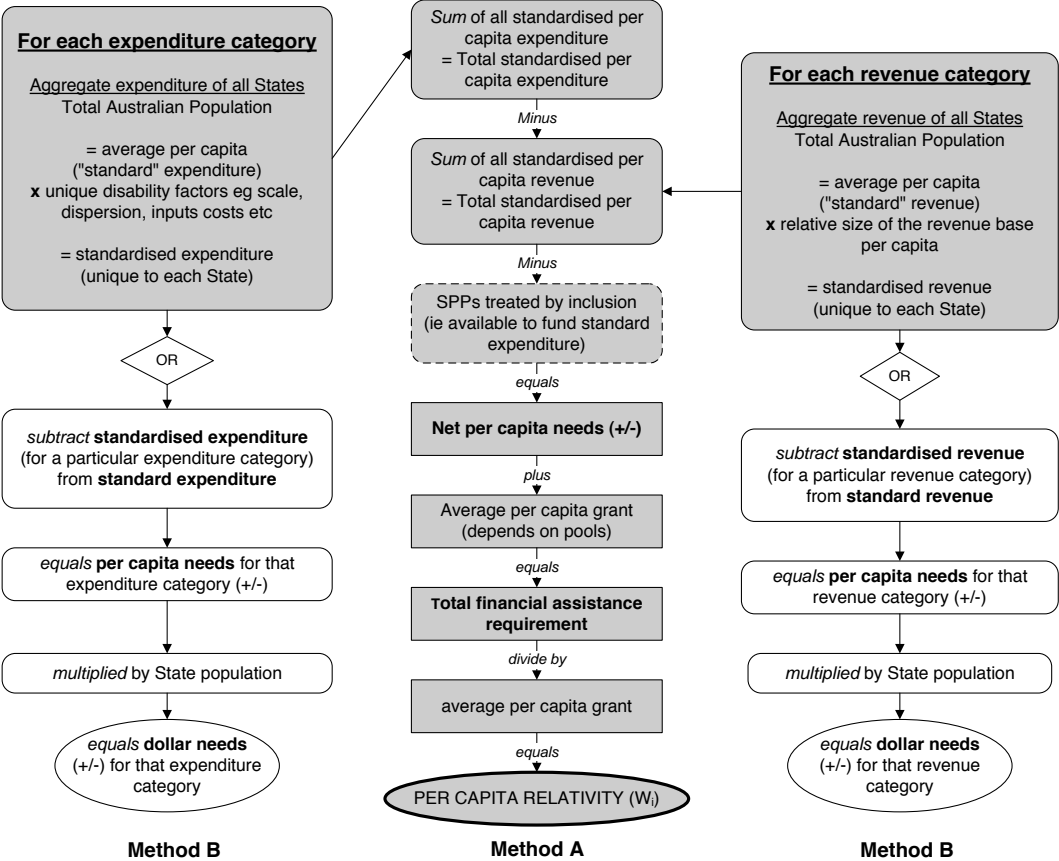 For each expenditure category
Aggregate expenditure of all States
Total Australian Population
= average per capita
("standard" expenditure)
x unique disability factors eg scale,
dispersion, inputs costs etc
= standardised expenditure
(unique to each State)
OR
subtract standardised expenditure
(for a particular expenditure category)
from standard expenditure
equals per capita needs for that
expenditure category (+/-)
multiplied by State population
equals dollar needs
(+/-) for that expenditure
category
Method B
Sum of all standardised per
capita expenditure
= Total standardised per
capita expenditure
Minus
Sum of all standardised per
capita revenue
= Total standardised per
capita revenue
Minus
SPPs treated by inclusion
(ie available to fund standard
expenditure)
equals
Net per capita needs (+/-)
plus
Average per capita grant
(depends on pools)
equals
Total financial assistance
requirement
divide by
average per capita grant
equals
PER CAPITA RELATIVITY (Wi)
Method A
For each revenue category
Aggregate revenue of all States
Total Australian Population
= average per capita
("standard" revenue)
x relative size of the revenue base
per capita
= standardised revenue
(unique to each State)
OR
subtract standardised revenue
(for a particular revenue category)
from standard revenue
equals per capita needs for that
revenue category (+/-)
multiplied by State population
equals dollar needs
(+/-) for that revenue
category
Method B